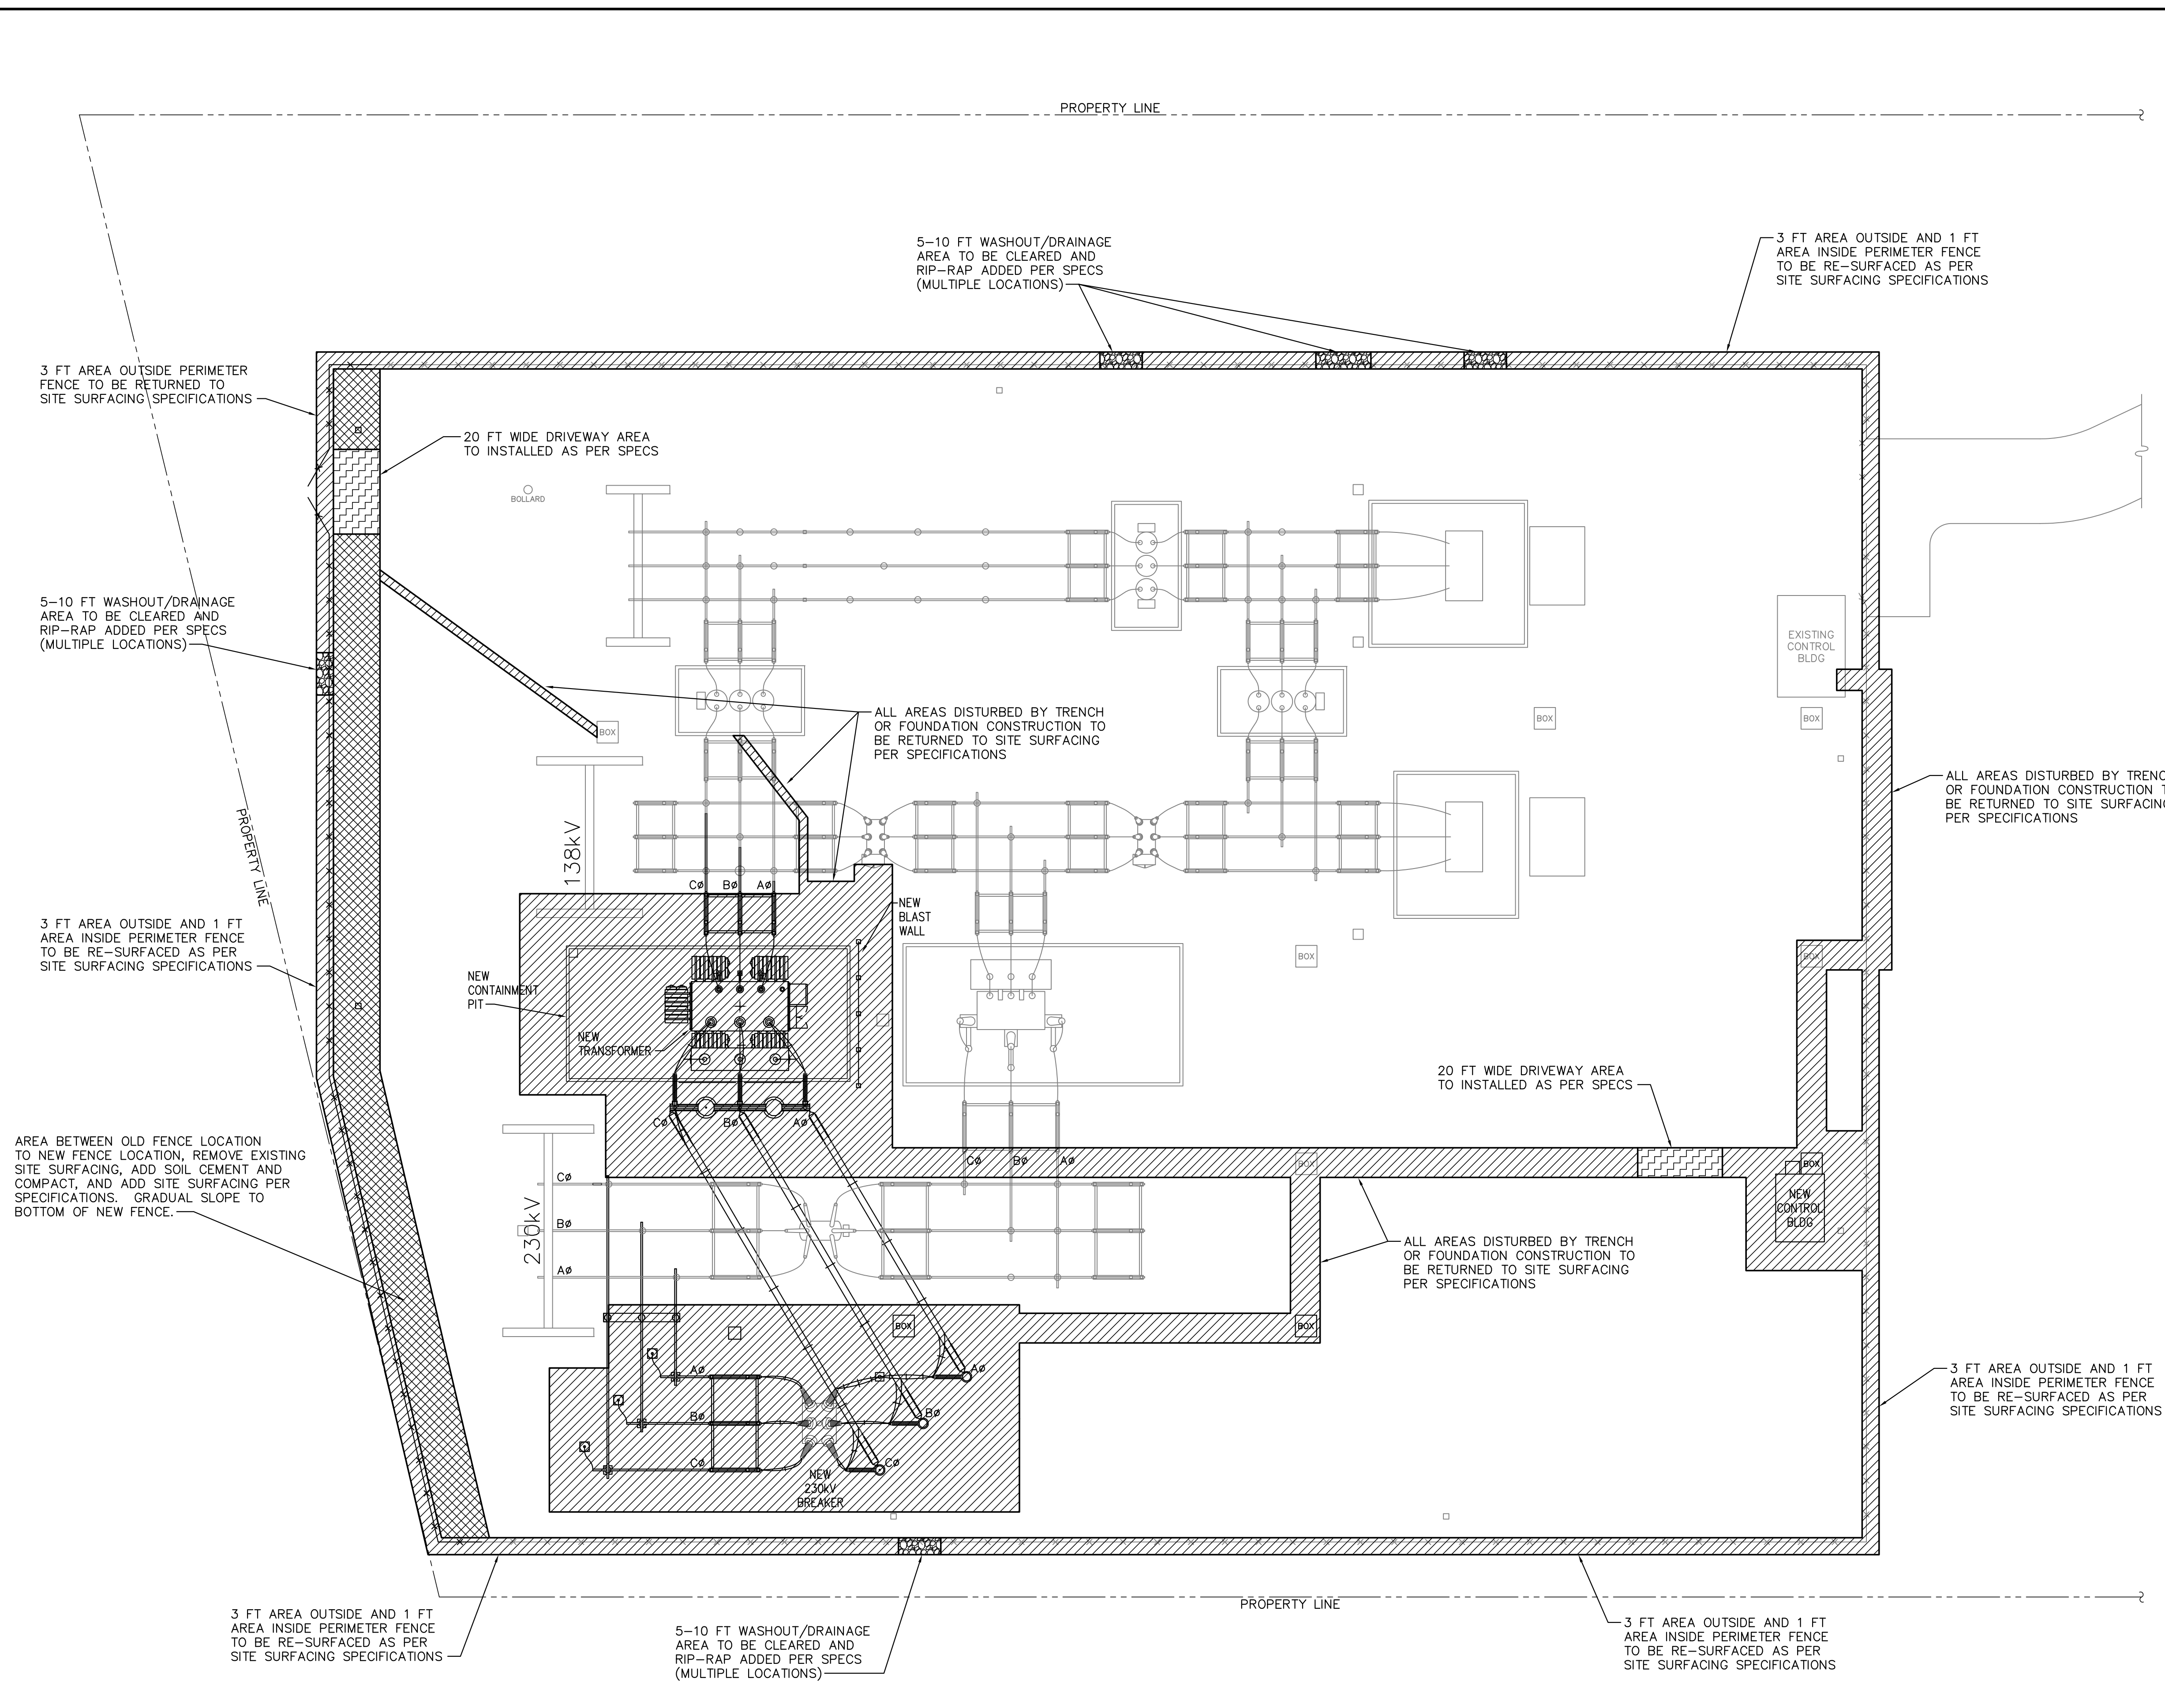 PROPERTY LINE
5-10 FT WASHOUT/DRAINAGE
AREA TO BE CLEARED AND
RIP-RAP ADDED PER SPECS
(MULTIPLE LOCATIONS)
3 FT AREA OUTSIDE AND 1 FT
AREA INSIDE PERIMETER FENCE
TO BE RE-SURFACED AS PER
SITE SURFACING SPECIFICATIONS
3 FT AREA OUTSIDE PERIMETER
FENCE TO BE RETURNED TO
SITE SURFACING SPECIFICATIONS
20 FT WIDE DRIVEWAY AREA
TO INSTALLED AS PER SPECS
BOLLARD
5-10 FT WASHOUT/DRAINAGE
AREA TO BE CLEARED AND
RIP-RAP ADDED PER SPECS
(MULTIPLE LOCATIONS)
EXISTING
CONTROL
BLDG
BOX
BOX
BOX
ALL AREAS DISTURBED BY TRENCH
OR FOUNDATION CONSTRUCTION TO
BE RETURNED TO SITE SURFACING
PER SPECIFICATIONS
ALL AREAS DISTURBED BY TRENC
OR FOUNDATION CONSTRUCTION T
BE RETURNED TO SITE SURFACING
PER SPECIFICATIONS
PROPERTY LINE
138kV
CØ BØ AØ
NEW
BLAST
WALL
3 FT AREA OUTSIDE AND 1 FT
AREA INSIDE PERIMETER FENCE
TO BE RE-SURFACED AS PER
SITE SURFACING SPECIFICATIONS
BOX
BOX
NEW
CONTAINMENT
PIT
NEW
TRANSFORMER
20 FT WIDE DRIVEWAY AREA
TO INSTALLED AS PER SPECS
CØ BØ AØ
AREA BETWEEN OLD FENCE LOCATION
TO NEW FENCE LOCATION, REMOVE EXISTING
SITE SURFACING, ADD SOIL CEMENT AND
COMPACT, AND ADD SITE SURFACING PER
SPECIFICATIONS. GRADUAL SLOPE TO
BOTTOM OF NEW FENCE.
CØ BØ AØ
BOX
BOX
CØ
BØ
AØ
230kV
NEW
CONTROL
BLDG
ALL AREAS DISTURBED BY TRENCH
OR FOUNDATION CONSTRUCTION TO
BE RETURNED TO SITE SURFACING
PER SPECIFICATIONS
BOX
BOX
AØ
AØ
BØ
BØ
CØ
CØ
NEW
230kV
BREAKER
3 FT AREA OUTSIDE AND 1 FT
AREA INSIDE PERIMETER FENCE
TO BE RE-SURFACED AS PER
SITE SURFACING SPECIFICATIONS
PROPERTY LINE
3 FT AREA OUTSIDE AND 1 FT
AREA INSIDE PERIMETER FENCE
TO BE RE-SURFACED AS PER
SITE SURFACING SPECIFICATIONS
5-10 FT WASHOUT/DRAINAGE
AREA TO BE CLEARED AND
RIP-RAP ADDED PER SPECS
(MULTIPLE LOCATIONS)
3 FT AREA OUTSIDE AND 1 FT
AREA INSIDE PERIMETER FENCE
TO BE RE-SURFACED AS PER
SITE SURFACING SPECIFICATIONS